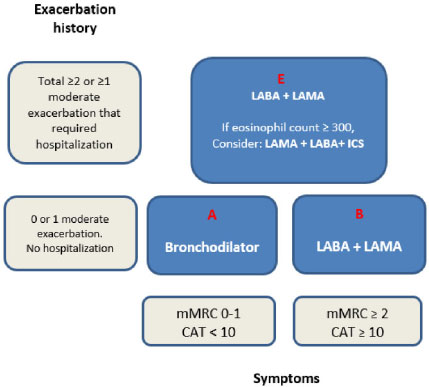 Exacerbation
history
Total ≥2 or ≥1
moderate
exacerbation that
required
hospitalization
E
LABA + LAMA
If eosinophil count ≥ 300,
Consider: LAMA + LABA+ ICS
0 or 1 moderate
exacerbation.
No hospitalization
A
Bronchodilator
B
LABA + LAMA
mMRC 0-1
CAT < 10
mMRC ≥ 2
CAT ≥ 10
Symptoms